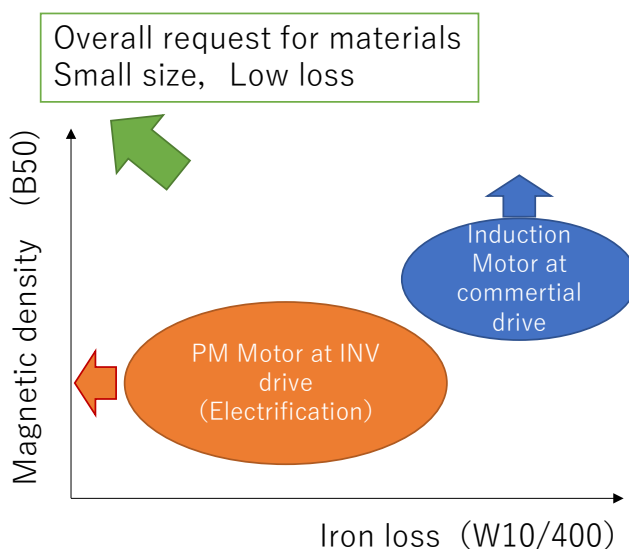 Overall request for materials
Small size, Low loss
Magnetic density （B50)
Induction
Motor at
commertial
drive
PM Motor at INV
drive
（Electrification）
Iron loss（W10/400)